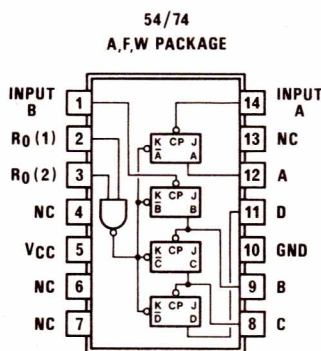 54/74
A,F,W PACKAGE
INPUT B
1
R0(1)
2
R0(2)
3
NC
4
VCC
5
NC
6
NC
7
14
INPUT A
13
NC
12
A
11
D
10
GND
9
B
8
C
K CP J
A̅ A
K CP J
B̅ B
K CP J
C̅ C
K CP J
D̅ D